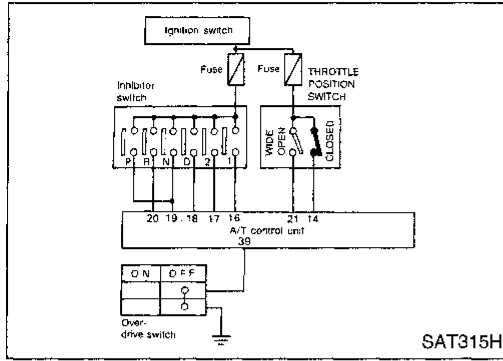 Ignition switch
Fuse
Fuse
THROTTLE
POSITION
SWITCH
Inhibitor
switch
P R N D 2 1
WIDE
OPEN
CLOSED
20 19 18 17 16 21 14
A/T control unit
39
ON OFF
Over-
drive switch
SAT315H